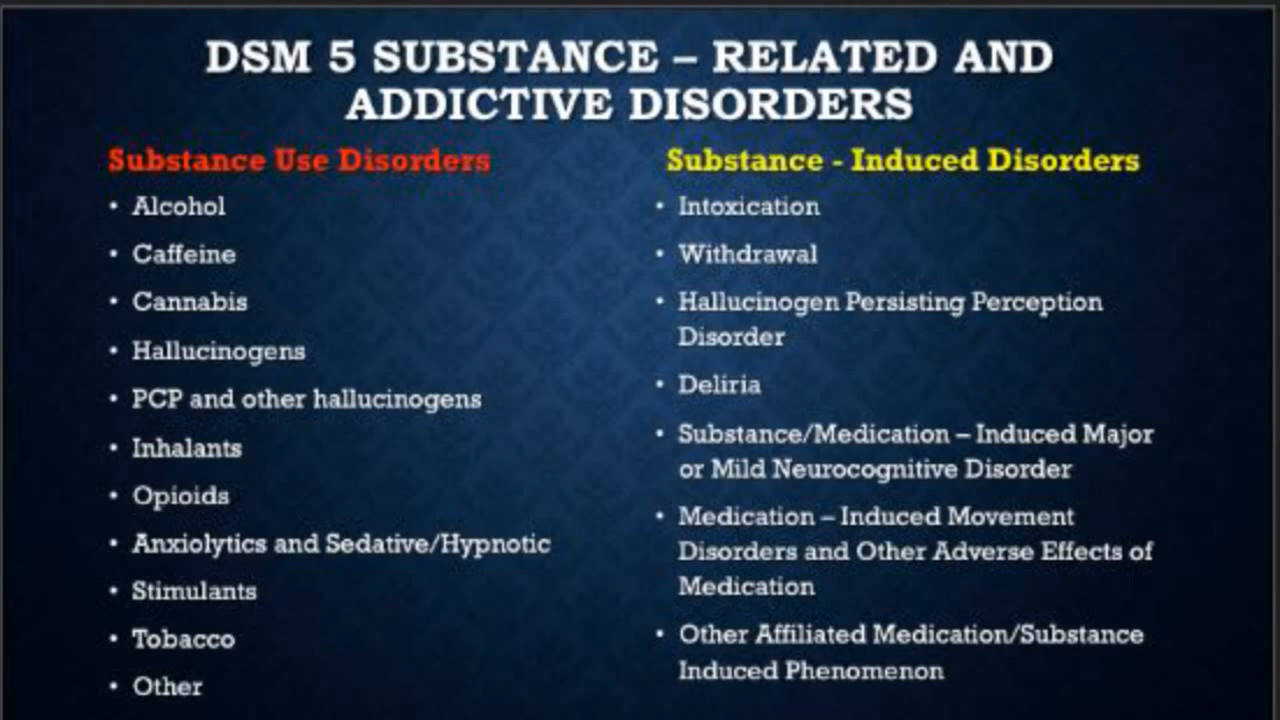 DSM 5 SUBSTANCE – RELATED AND
ADDICTIVE DISORDERS
Substance Use Disorders
• Alcohol
• Caffeine
• Cannabis
• Hallucinogens
• PCP and other hallucinogens
• Inhalants
• Opioids
• Anxiolytics and Sedative/Hypnotic
• Stimulants
• Tobacco
• Other
Substance - Induced Disorders
• Intoxication
• Withdrawal
• Hallucinogen Persisting Perception
Disorder
• Deliria
• Substance/Medication – Induced Major
or Mild Neurocognitive Disorder
• Medication – Induced Movement
Disorders and Other Adverse Effects of
Medication
• Other Affiliated Medication/Substance
Induced Phenomenon